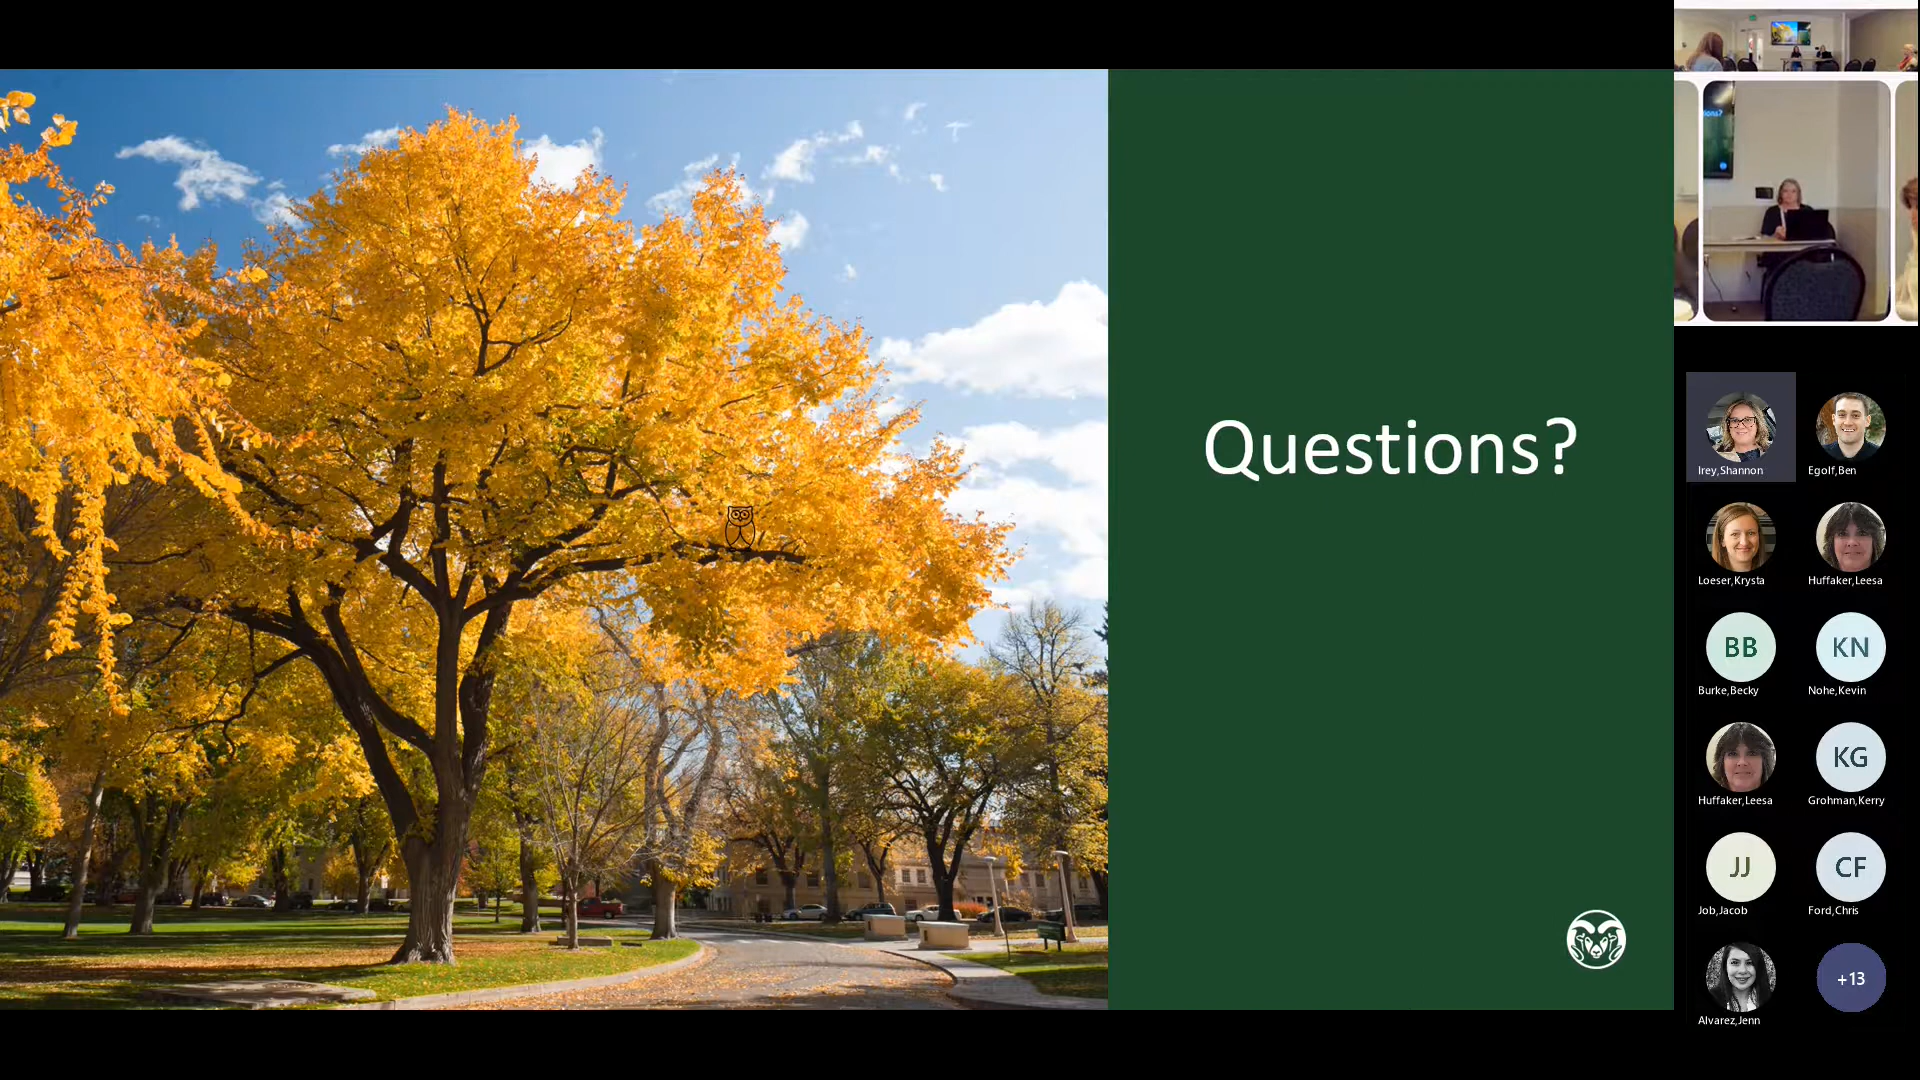 Questions?
Irey,Shannon
Egolf,Ben
Loeser,Krysta
Huffaker,Leesa
BB
KN
Burke,Becky
Nohe,Kevin
KG
Huffaker,Leesa
Grohman,Kerry
JJ
CF
Job,Jacob
Ford,Chris
+13
Alvarez,Jenn